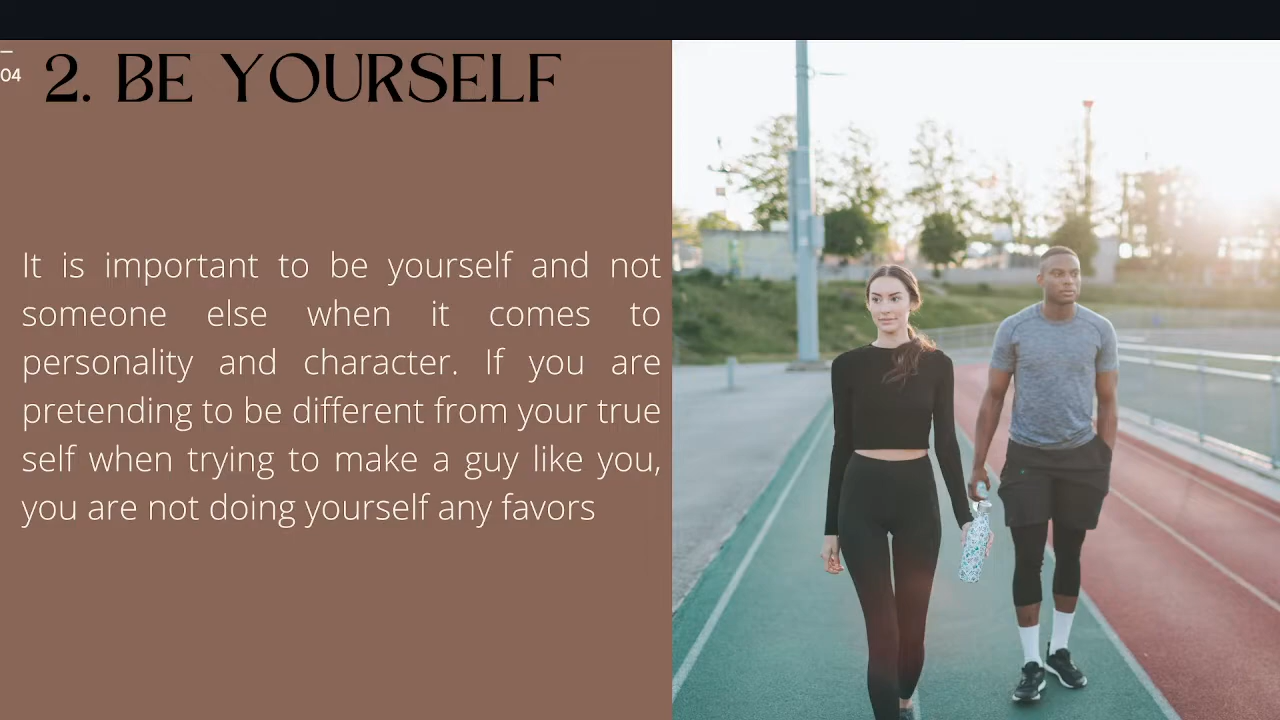 04
2. BE YOURSELF
It is important to be yourself and not
someone else when it comes to
personality and character. If you are
pretending to be different from your true
self when trying to make a guy like you,
you are not doing yourself any favors